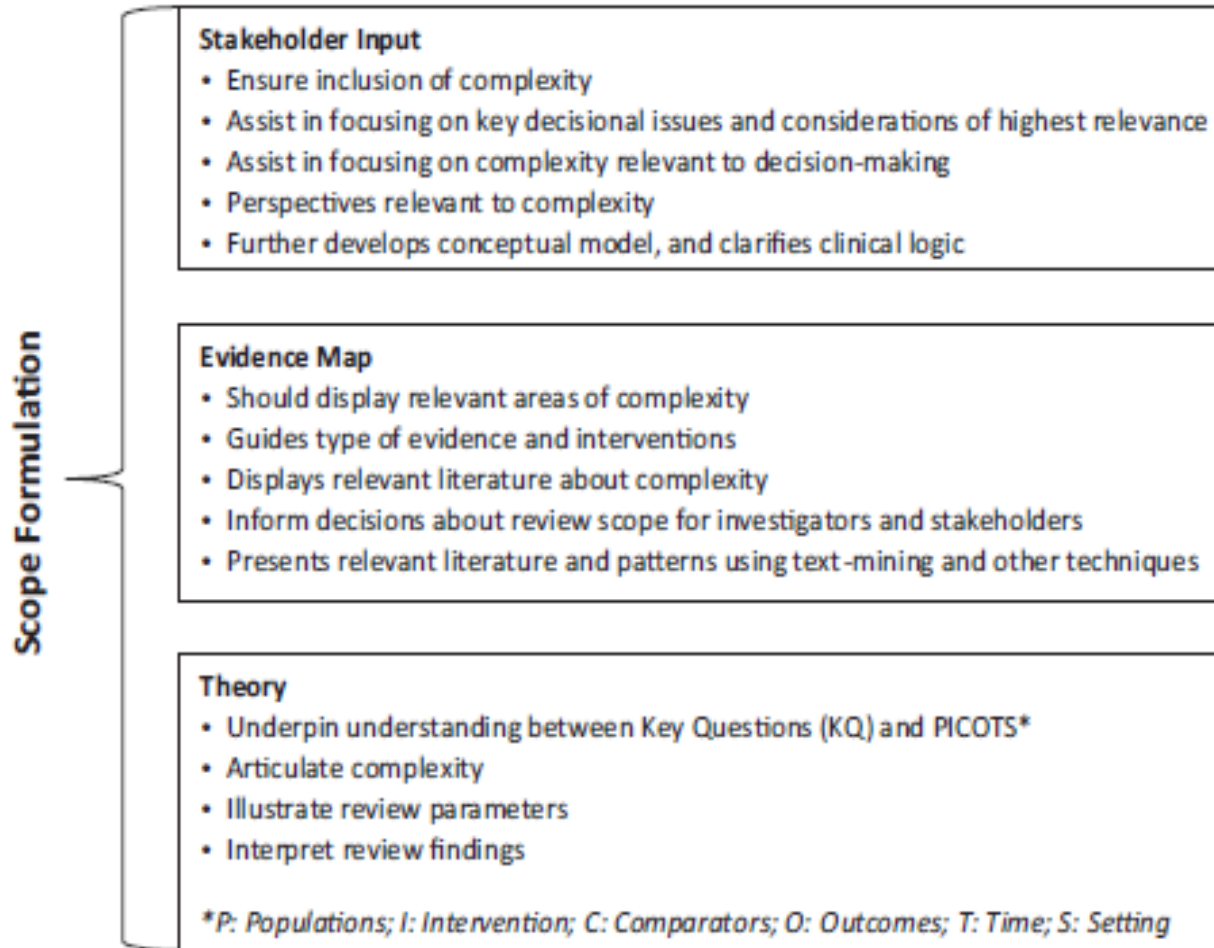 Scope Formulation
Stakeholder Input
• Ensure inclusion of complexity
• Assist in focusing on key decisional issues and considerations of highest relevance
• Assist in focusing on complexity relevant to decision-making
• Perspectives relevant to complexity
• Further develops conceptual model, and clarifies clinical logic
Evidence Map
• Should display relevant areas of complexity
• Guides type of evidence and interventions
• Displays relevant literature about complexity
• Inform decisions about review scope for investigators and stakeholders
• Presents relevant literature and patterns using text-mining and other techniques
Theory
• Underpin understanding between Key Questions (KQ) and PICOTS*
• Articulate complexity
• Illustrate review parameters
• Interpret review findings
*P: Populations; I: Intervention; C: Comparators; O: Outcomes; T: Time; S: Setting